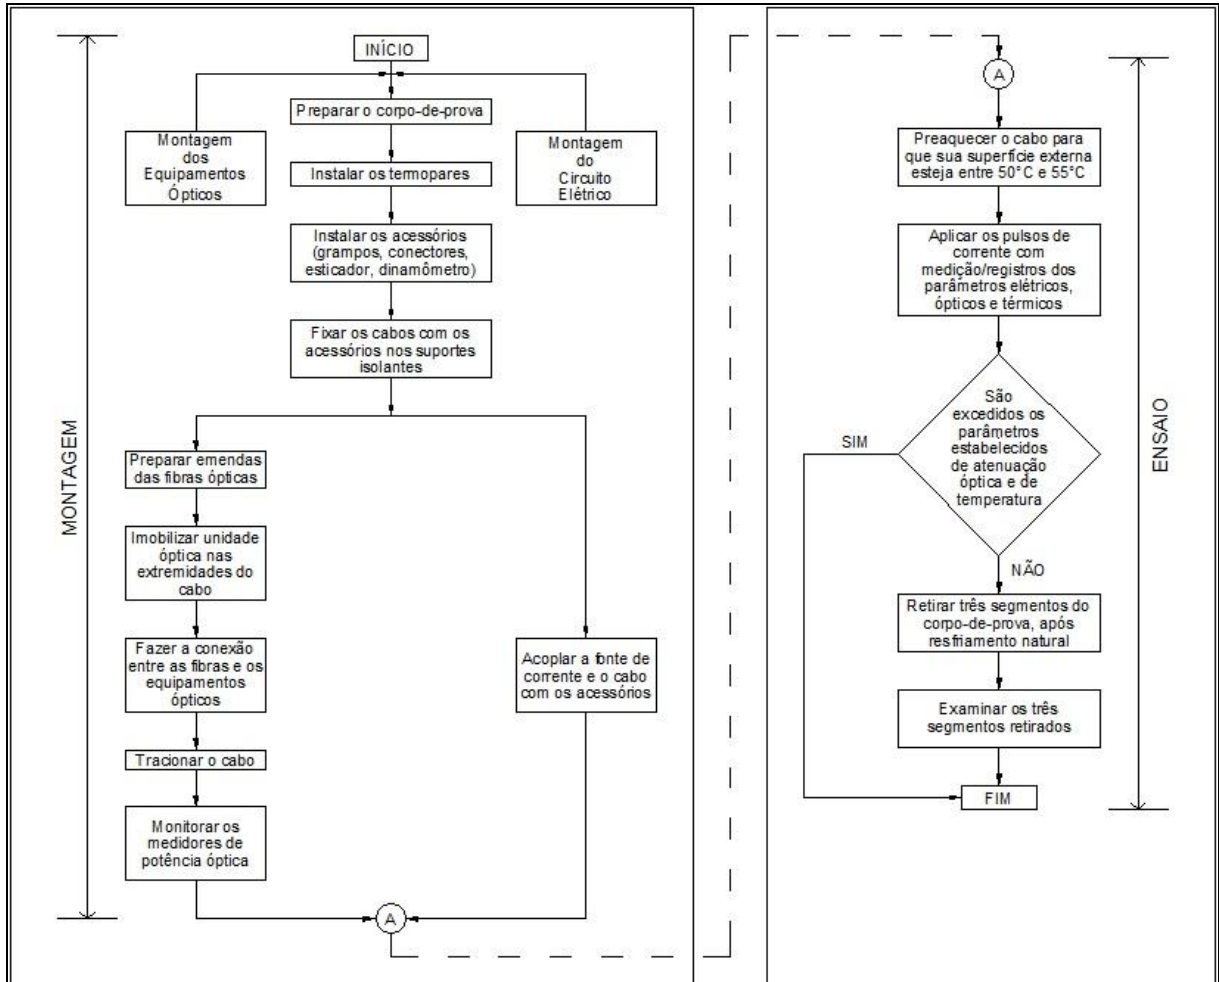 INÍCIO
Preparar o corpo-de-prova
Montagem
dos
Equipamentos
Ópticos
Montagem
do
Circuito
Elétrico
Instalar os termopares
Instalar os acessórios
(grampos, conectores,
esticador, dinamômetro)
Fixar os cabos com os
acessórios nos suportes
isolantes
MONTAGEM
Preparar emendas
das fibras ópticas
Imobilizar unidade
óptica nas
extremidades do
cabo
Fazer a conexão
entre as fibras e os
equipamentos
ópticos
Tracionar o cabo
Monitorar os
medidores de
potência óptica
Acoplar a fonte de
corrente e o cabo
com os acessórios
A
A
Preaquecer o cabo para
que sua superfície externa
esteja entre 50°C e 55°C
Aplicar os pulsos de
corrente com
medição/registros dos
parâmetros elétricos,
ópticos e térmicos
São
excedidos os
parâmetros
estabelecidos
de atenuação
óptica e de
temperatura
SIM
NÃO
ENSAIO
Retirar três segmentos do
corpo-de-prova, após
resfriamento natural
Examinar os três
segmentos retirados
FIM